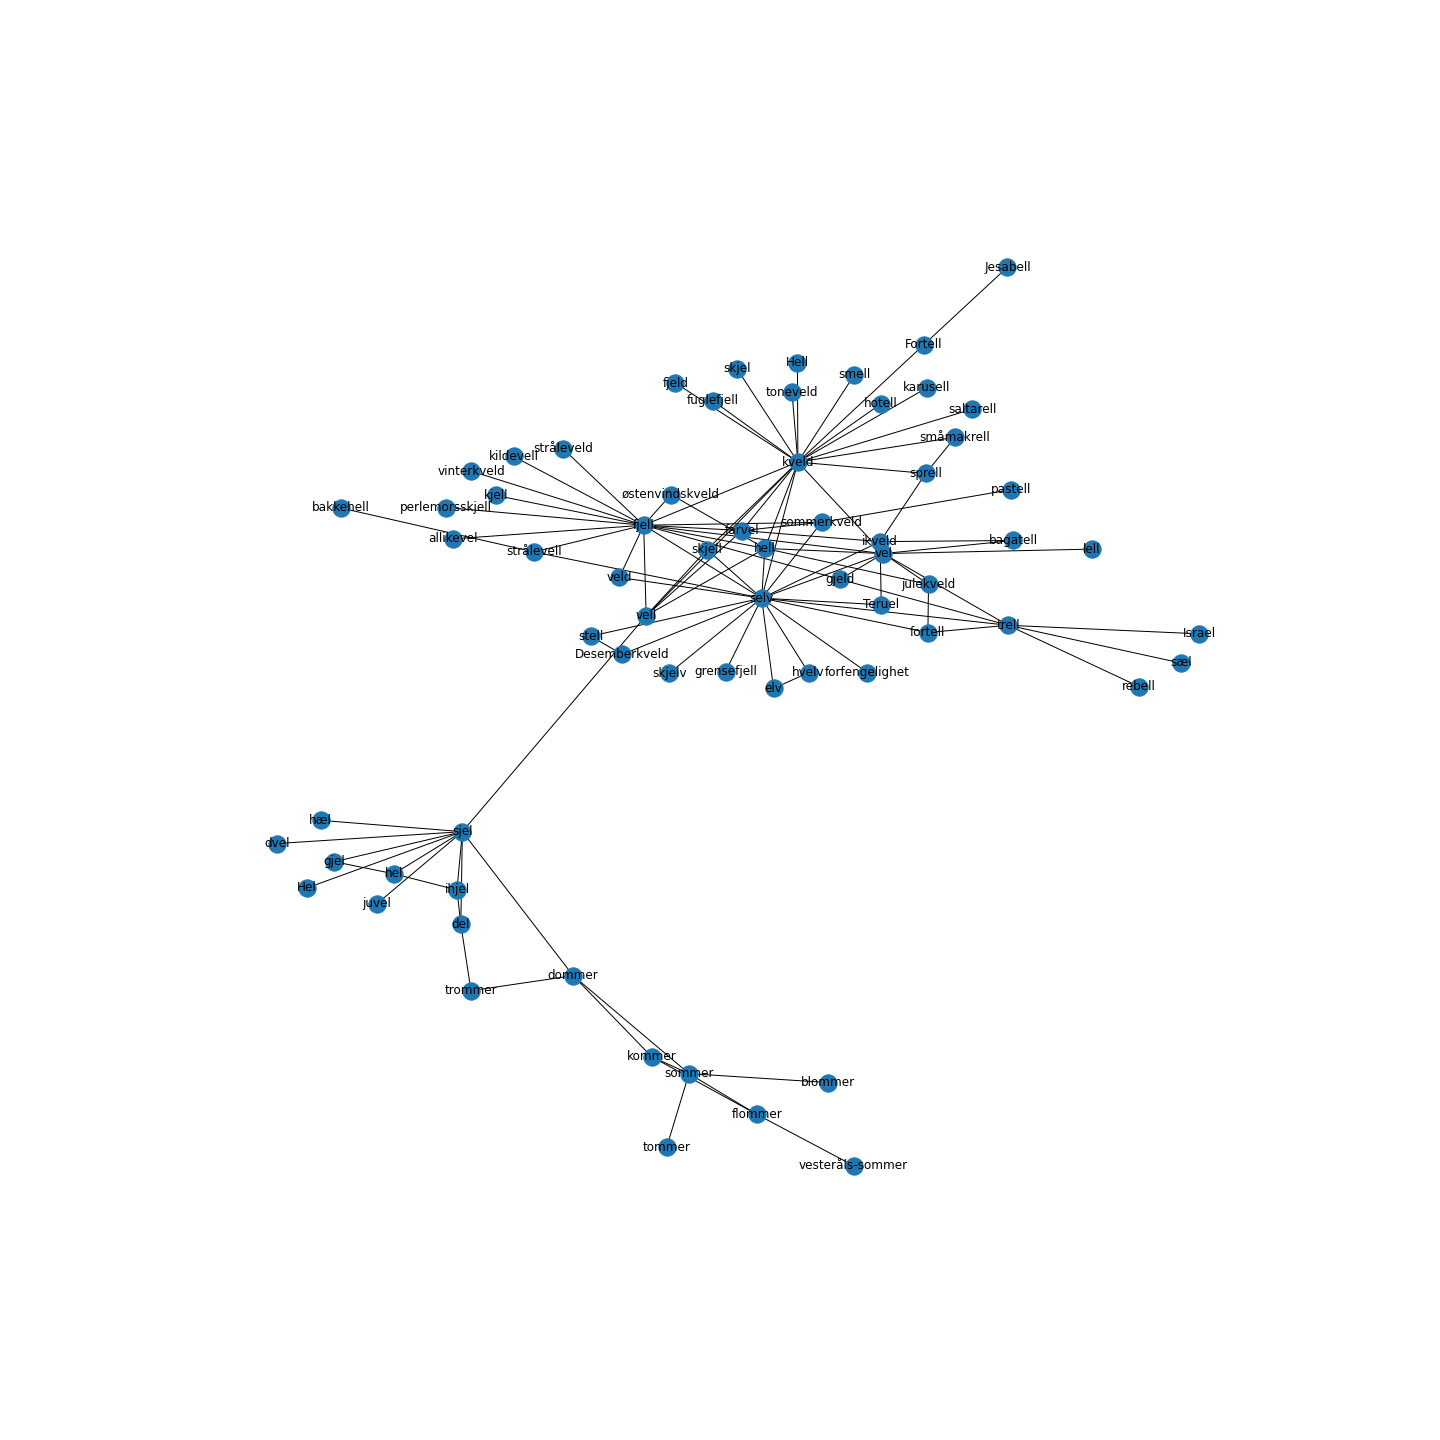 Jesabell
Fortell
Hell
skjel
smell
fjeld
toneveld
karusell
fuglefjell
hotell
saltarell
småmakrell
stråleveld
kildevell
kveld
vinterkveld
sprell
pastell
kjell
østenvindskveld
perlemorsskjell
bakkehell
sommerkveld
fjell
farvel
allikevel
ikveld
bagatell
skjell
hell
lell
strålevell
vel
veld
gjeld
julekveld
selv
Teruel
vell
trell
fortell
Israel
stell
Desemberkveld
sæl
skjelv
grensefjell
hvelv
forfengelighet
elv
rebell
hæl
sjel
dvel
gjel
hel
Hel
ihjel
juvel
del
dommer
trommer
kommer
sommer
blommer
flommer
tommer
vesteråls-sommer